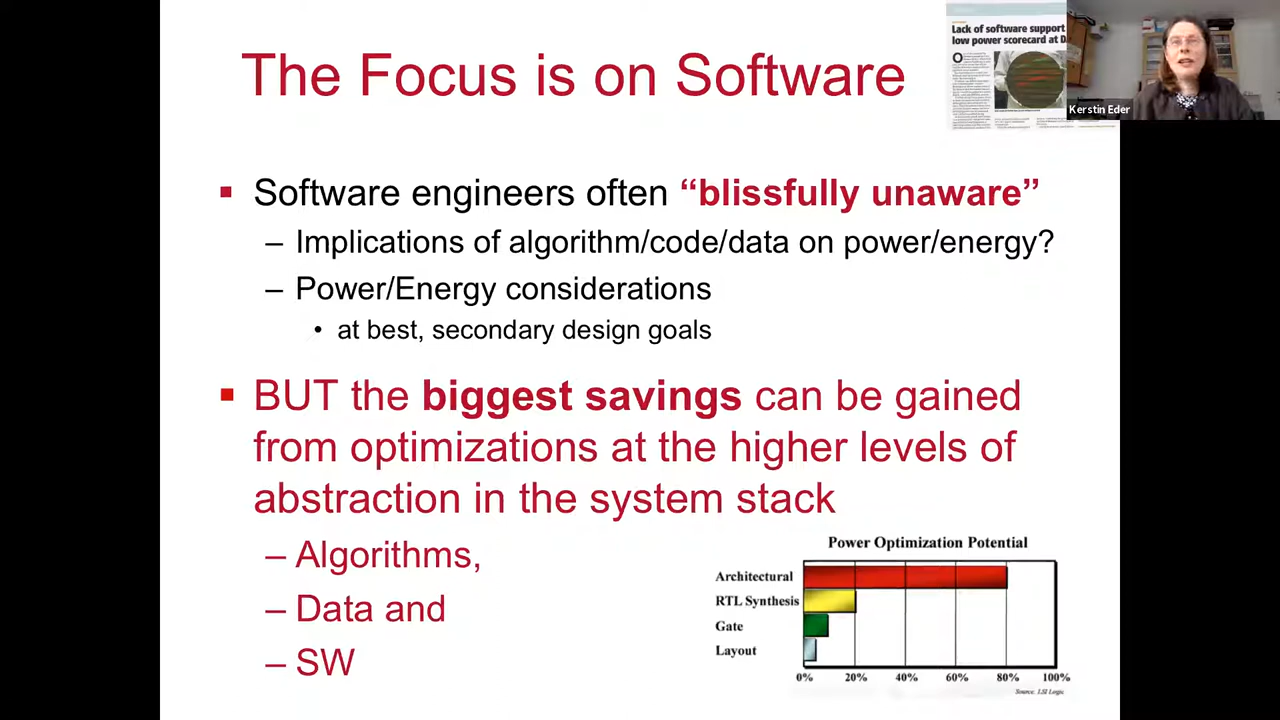 The Focus is on Software
Lack of software support
low power scorecard at D
Kerstin Eder
▪ Software engineers often “blissfully unaware”
– Implications of algorithm/code/data on power/energy?
– Power/Energy considerations
• at best, secondary design goals
▪ BUT the biggest savings can be gained
from optimizations at the higher levels of
abstraction in the system stack
– Algorithms,
– Data and
– SW
Power Optimization Potential
Architectural
RTL Synthesis
Gate
Layout
0% 20% 40% 60% 80% 100%
Source. LSI Logic